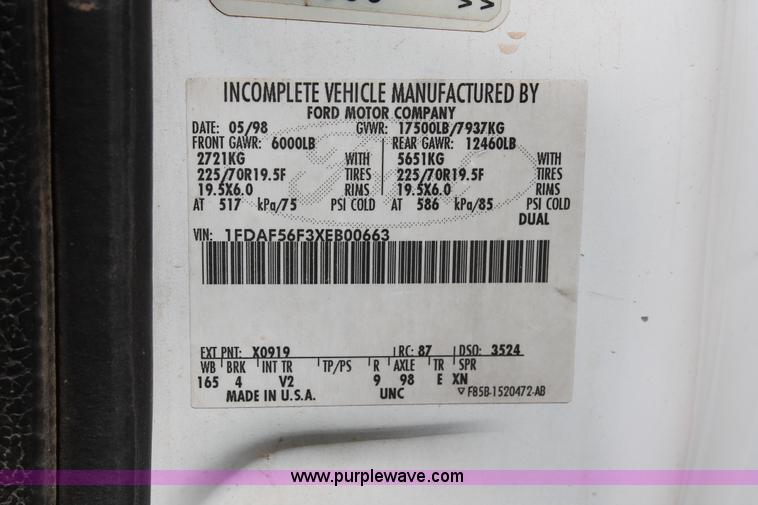 INCOMPLETE VEHICLE MANUFACTURED BY
FORD MOTOR COMPANY
DATE: 05/98 GVWR: 17500LB/7937KG
FRONT GAWR: 6000LB REAR GAWR: 12460LB
2721KG WITH 5651KG WITH
225/70R19.5F TIRES 225/70R19.5F TIRES
19.5X6.0 RIMS 19.5X6.0 RIMS
AT 517 kPa/75 PSI COLD AT 586 kPa/85 PSI COLD
DUAL
VIN: 1FDAF56F3XEB00663
EXT PNT: X0919 RC: 87 DSO: 3524
WB BRK INT TR TP/PS R AXLE TR SPR
165 4 V2 9 98 E XN
MADE IN U.S.A. UNC F85B-1520472-AB
www.purplewave.com